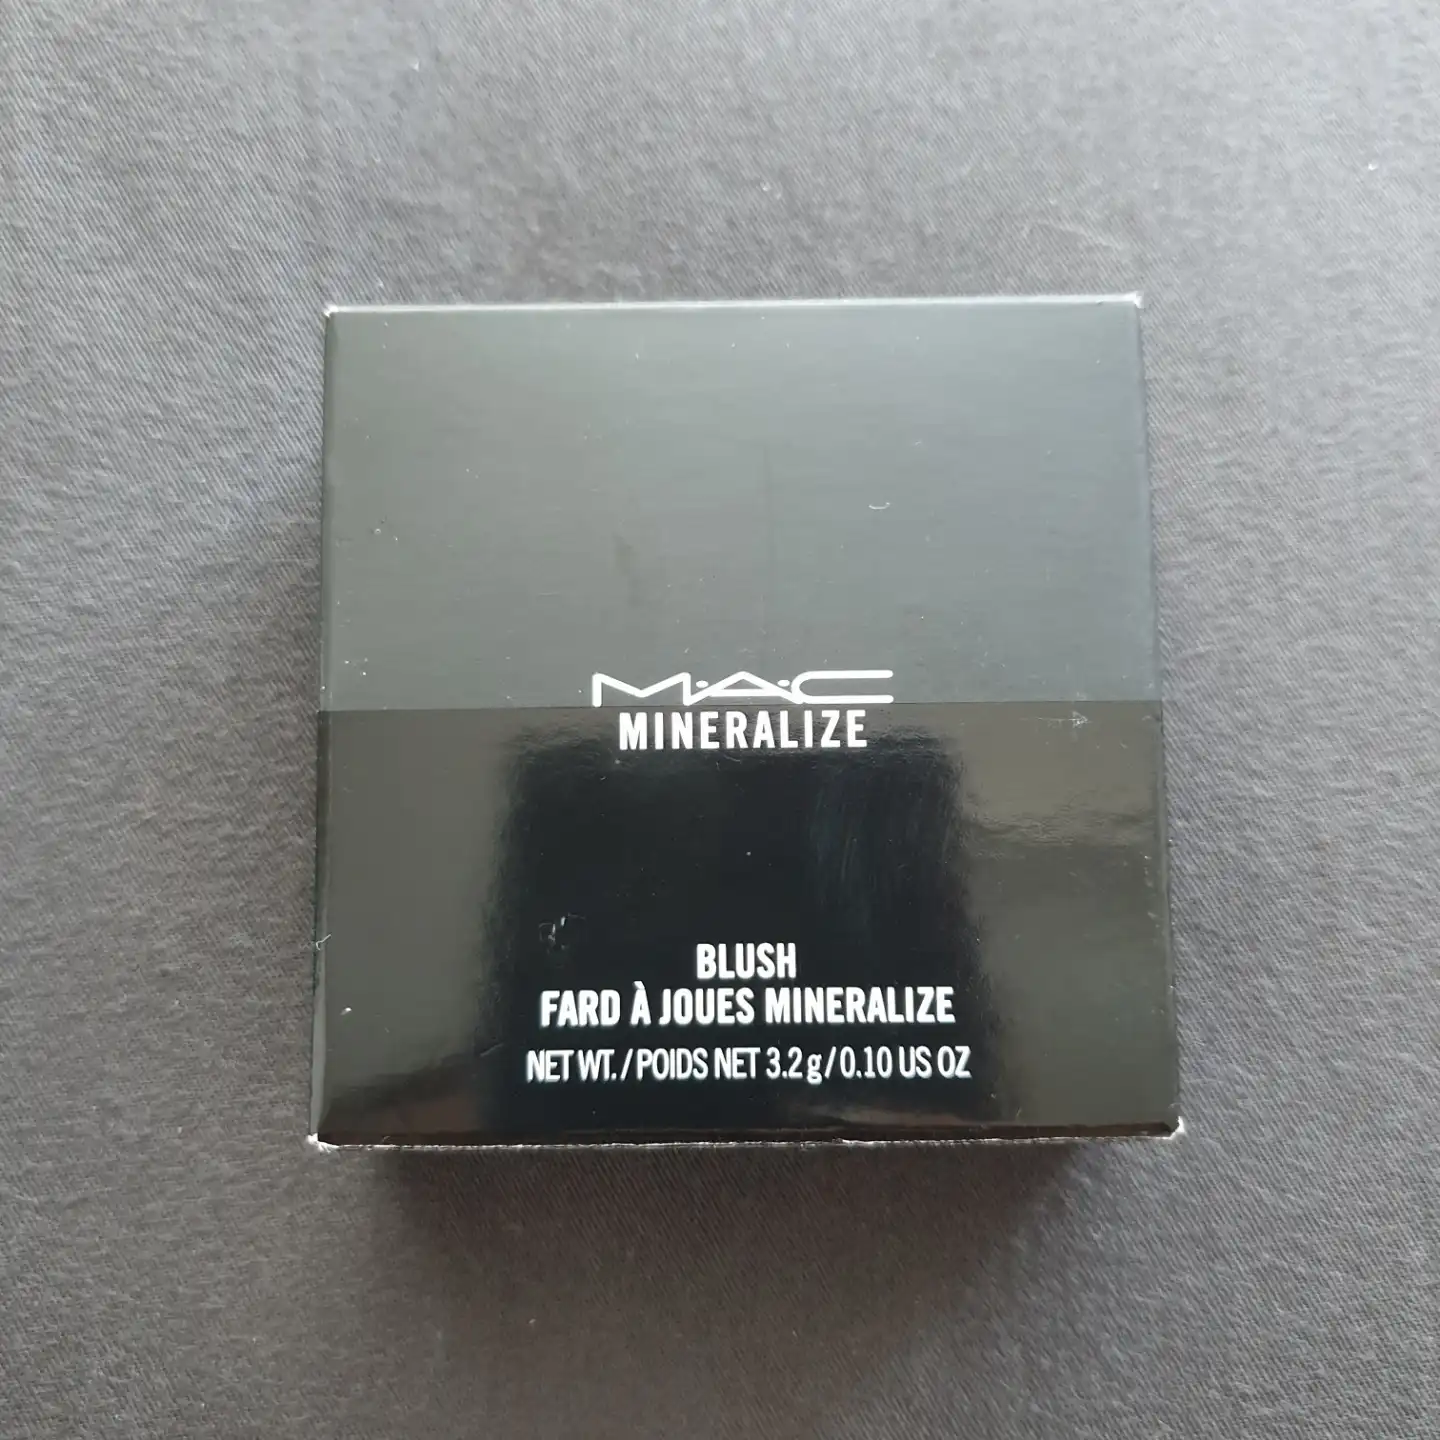 M·A·C
MINERALIZE
BLUSH
FARD À JOUES MINERALIZE
NET WT./POIDS NET 3.2 g/0.10 US OZ